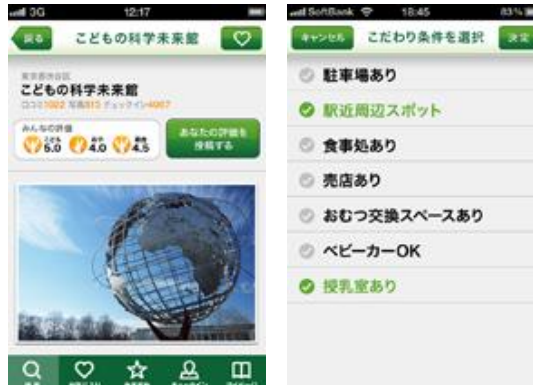 3G 12:17
戻る こどもの科学未来館
東京都渋谷区
こどもの科学未来館
口コミ1022 写真815 チェックイン4067
みんなの評価
5.0 4.0 4.5
あなたの評価を
投稿する
SoftBank 18:45 83%
キャンセル こだわり条件を選択 決定
駐車場あり
駅近周辺スポット
食事処あり
売店あり
おむつ交換スペースあり
ベビーカーOK
授乳室あり